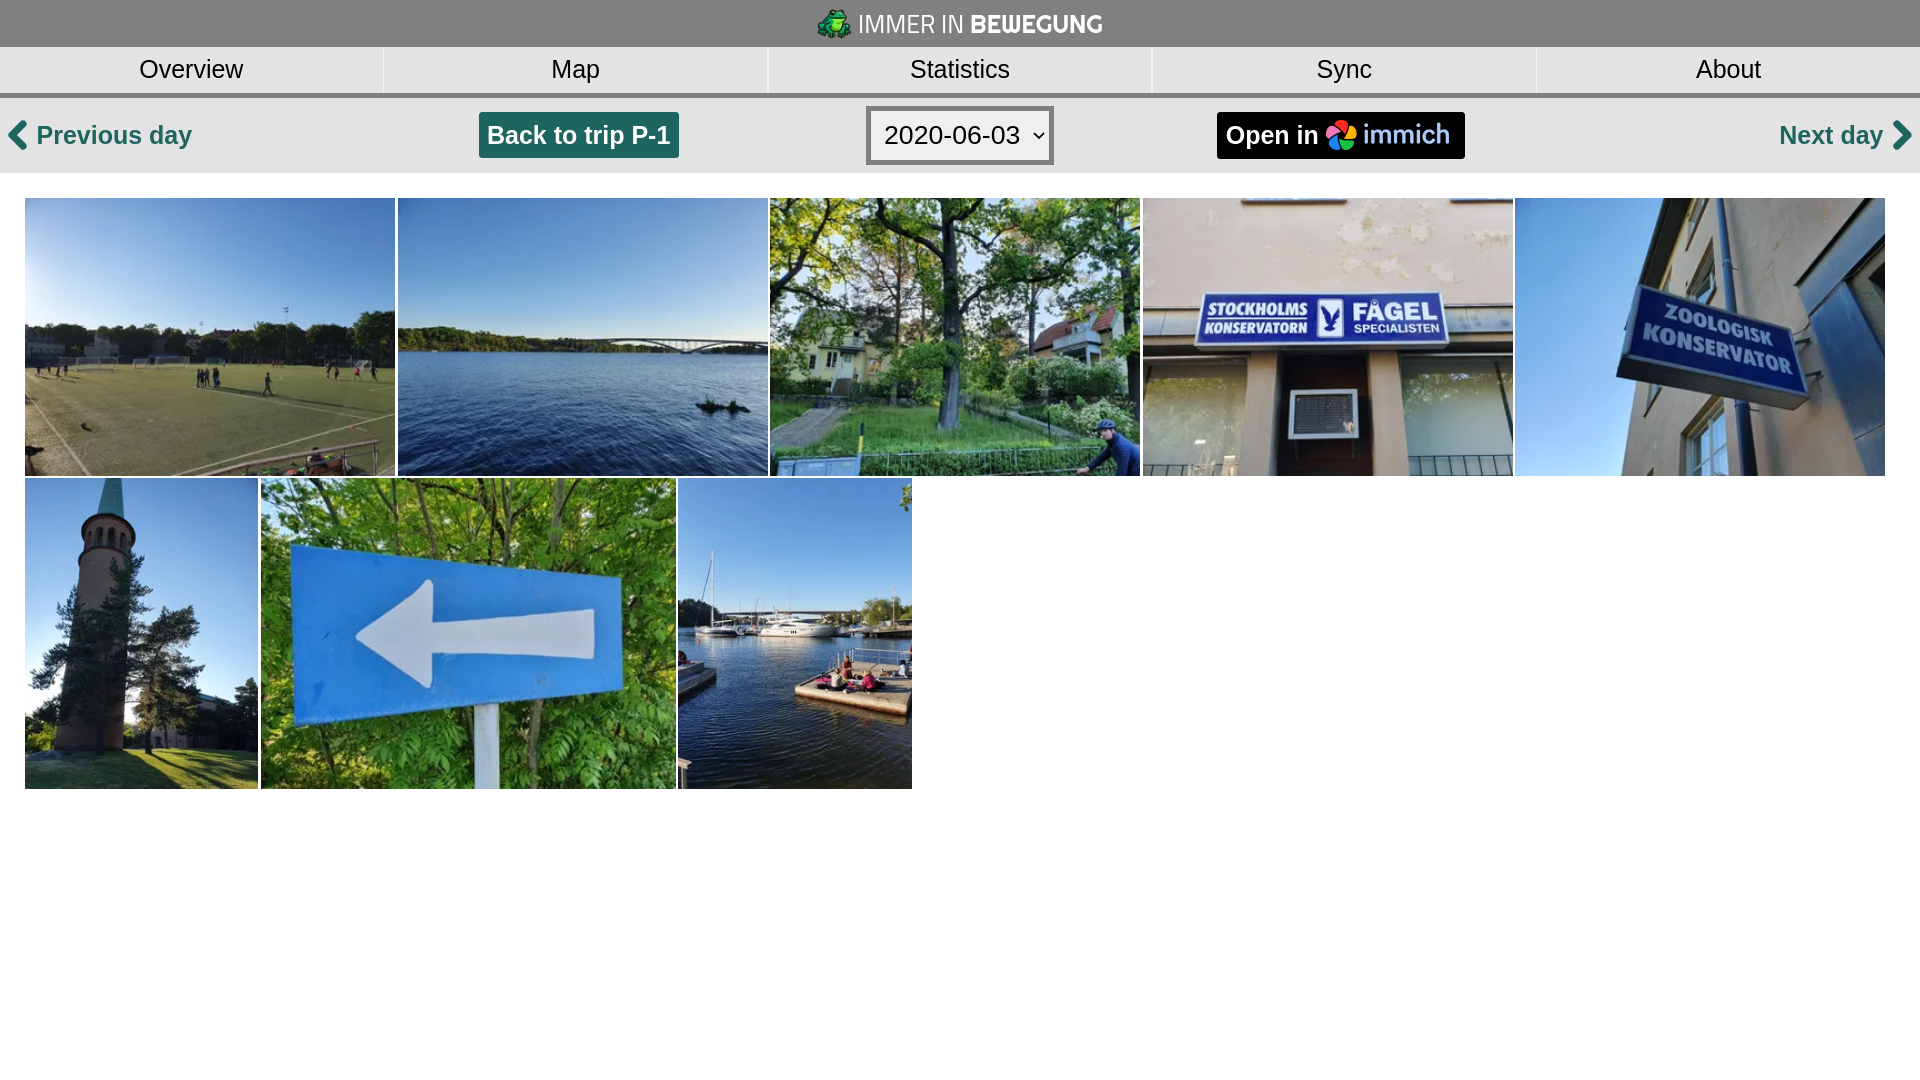 IMMER IN BEWEGUNG
Overview
Map
Statistics
Sync
About
Previous day
Back to trip P-1
2020-06-03
Open in immich
Next day
STOCKHOLMS
KONSERVATORN
FÅGEL
SPECIALISTEN
ZOOLOGISK
KONSERVATOR